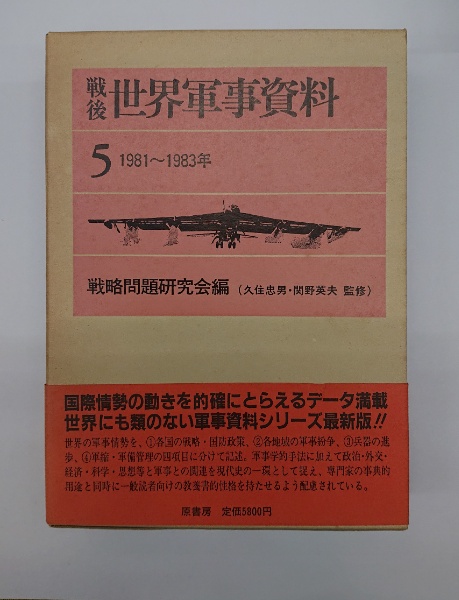 戦後 世界軍事資料
5 1981〜1983年
戦略問題研究会編 (久住忠男・関野英夫 監修)
国際情勢の動きを的確にとらえるデータ満載
世界にも類のない軍事資料シリーズ最新版!!
世界の軍事情勢を、①各国の戦略・国防政策、②各地域の軍事紛争、③兵器の進
歩、④軍縮・軍備管理の四項目に分けて記述。軍事学的手法に加えて政治・外交・
経済・科学・思想等と軍事との関連を現代史の一環として捉え、専門家の事典的
用途と同時に一般読者向けの教養書的性格を持たせるよう配慮されている。
原書房 定価5800円